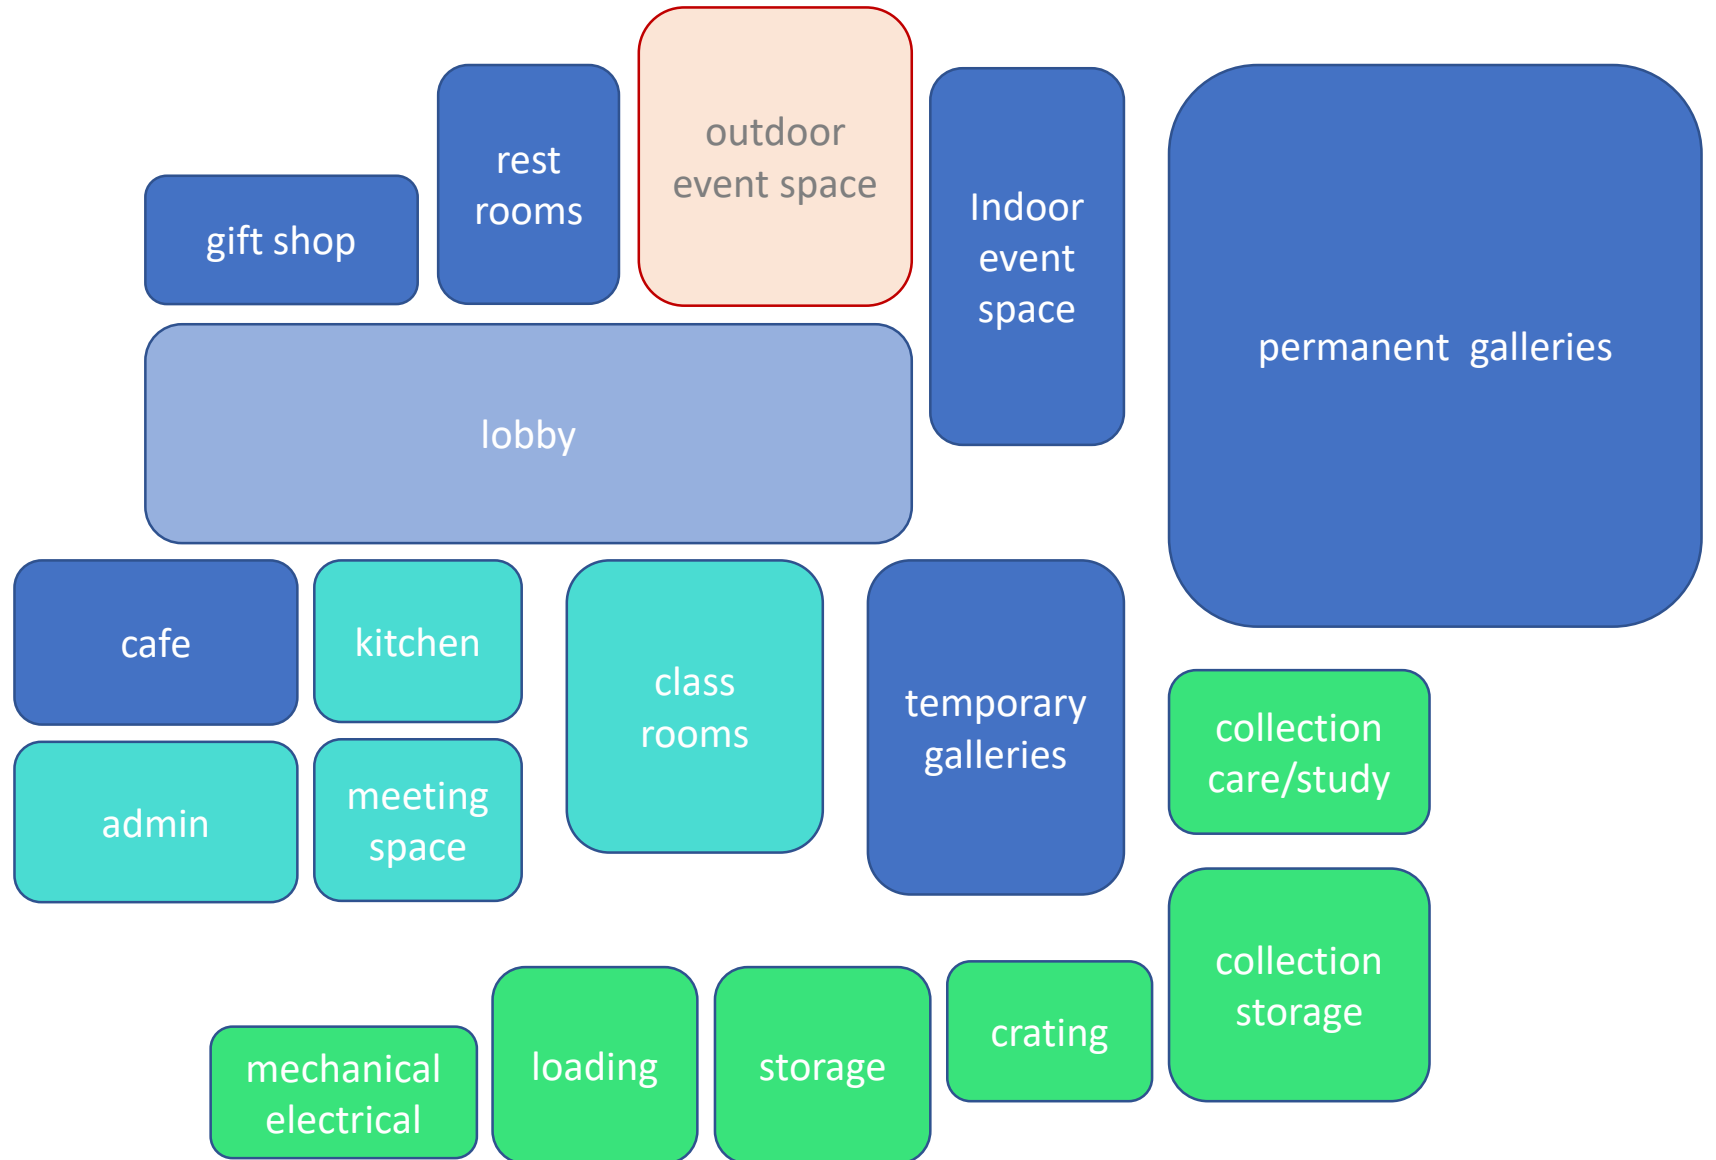 outdoor
event space
rest
rooms
gift shop
Indoor
event
space
permanent  galleries
lobby
cafe
kitchen
class
rooms
temporary
galleries
collection
care/study
admin
meeting
space
collection
storage
mechanical
electrical
loading
storage
crating